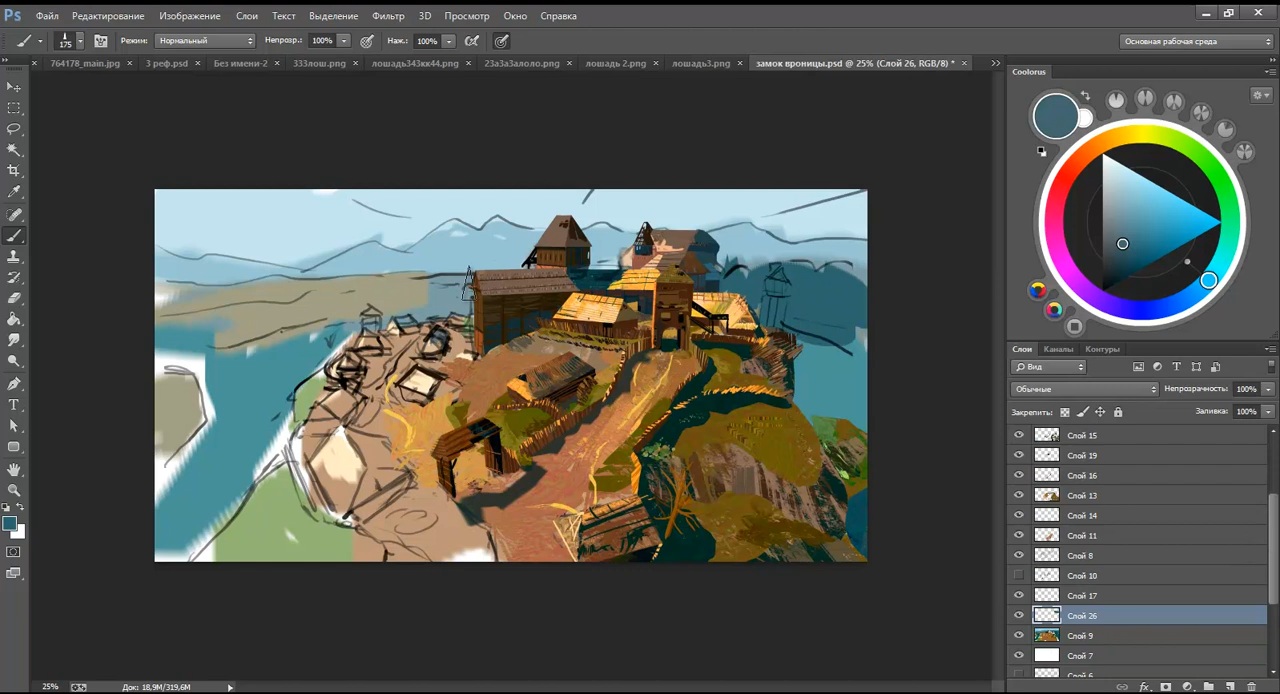 Ps Файл Редактирование Изображение Слои Текст Выделение Фильтр 3D Просмотр Окно Справка
175 Режим: Нормальный Непрозр.: 100% Наж.: 100% Основная рабочая среда
764178_main.jpg × 3 реф.psd × Без имени-2 × 333лош.png × лошадь343кк44.png × 23а3а3алоло.png × лошадь 2.png × лошадь3.png × замок вроницы.psd @ 25% (Слой 26, RGB/8) * ×
Coolorus
Слои Каналы Контуры
Вид
Обычные Непрозрачность: 100%
Закрепить: Заливка: 100%
Слой 15
Слой 19
Слой 16
Слой 13
Слой 14
Слой 11
Слой 8
Слой 10
Слой 17
Слой 26
Слой 9
Слой 7
Слой 6
25% Док: 18,9M/319,6M